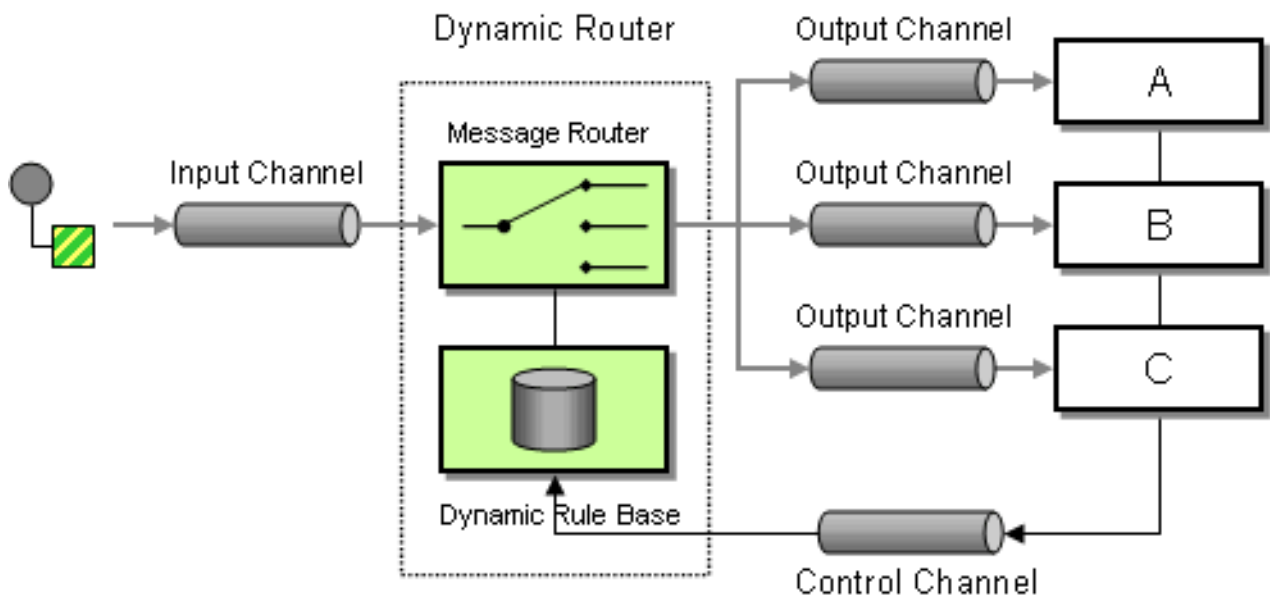 Dynamic Router
Output Channel
A
Message Router
Input Channel
Output Channel
B
Output Channel
C
Dynamic Rule Base
Control Channel